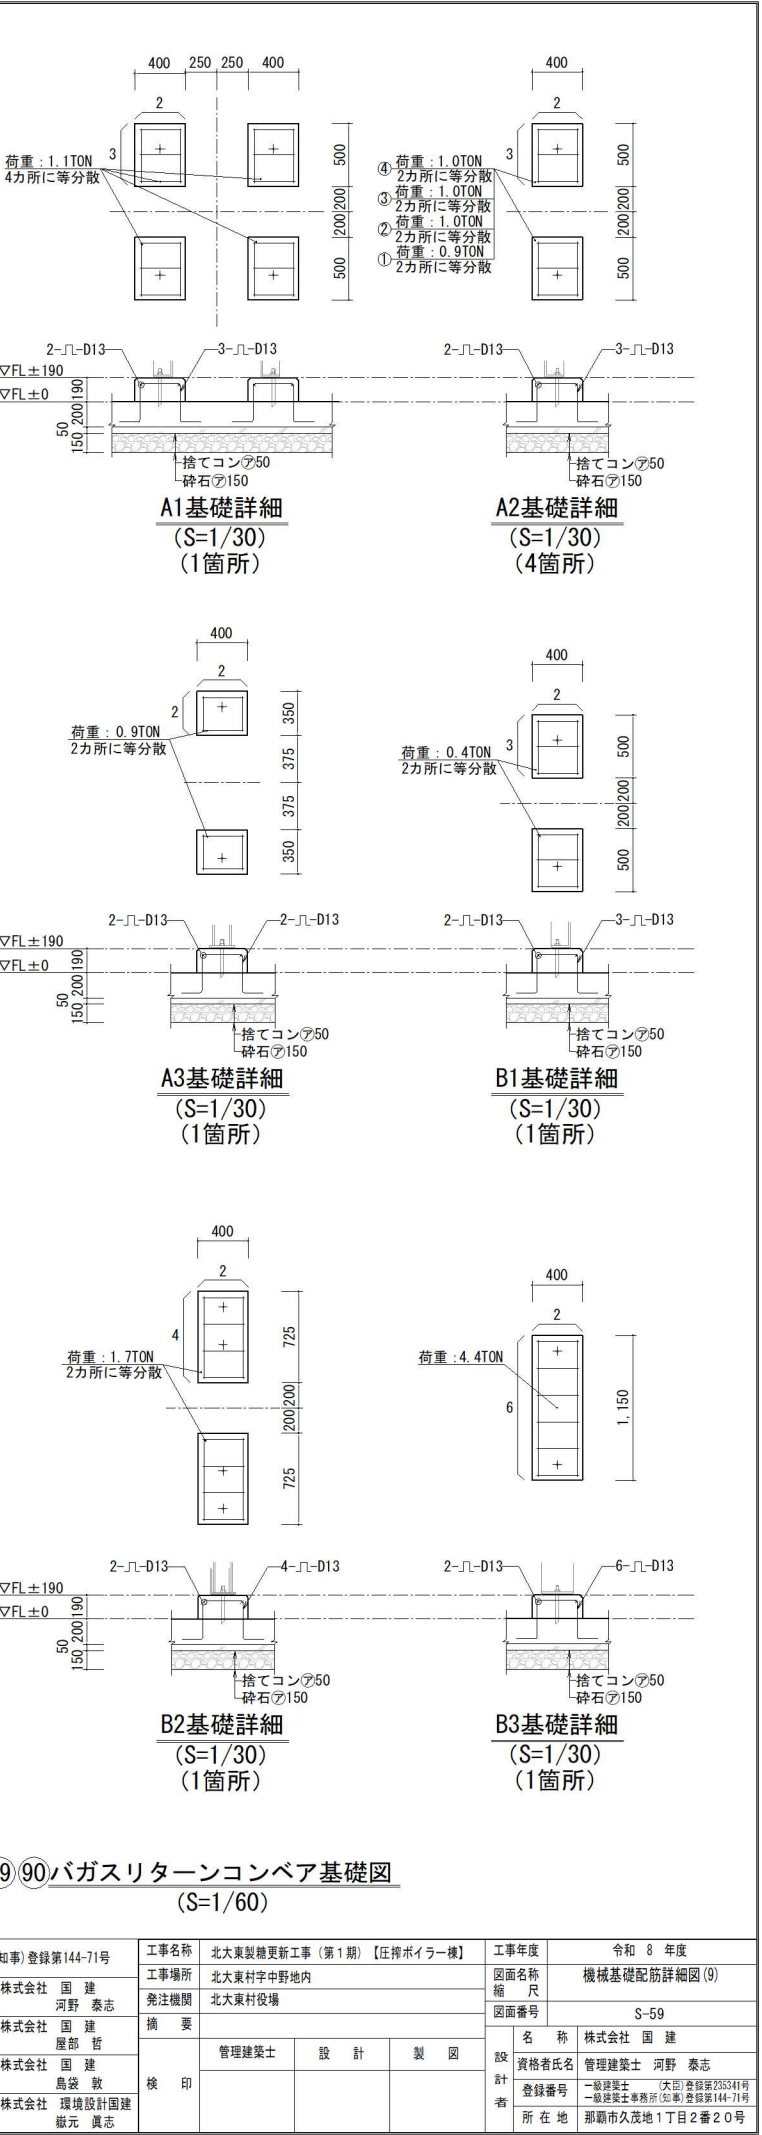 400 250 250 400
2
3
荷重：1.1TON
4カ所に等分散
500
200
200
500
400
2
3
④ 荷重：1.0TON
2カ所に等分散
③ 荷重：1.0TON
2カ所に等分散
② 荷重：1.0TON
2カ所に等分散
① 荷重：0.9TON
2カ所に等分散
500
200
200
500
2- -D13
3- -D13
▽FL±190
▽FL±0
190
200
50
150
捨てコン㋐50
砕石㋐150
A1基礎詳細
(S=1/30)
(1箇所)
2- -D13
3- -D13
捨てコン㋐50
砕石㋐150
A2基礎詳細
(S=1/30)
(4箇所)
400
2
2
荷重：0.9TON
2カ所に等分散
350
375
375
350
400
2
3
荷重：0.4TON
2カ所に等分散
500
200
200
500
2- -D13
2- -D13
▽FL±190
▽FL±0
190
200
50
150
捨てコン㋐50
砕石㋐150
A3基礎詳細
(S=1/30)
(1箇所)
2- -D13
3- -D13
捨てコン㋐50
砕石㋐150
B1基礎詳細
(S=1/30)
(1箇所)
400
2
4
荷重：1.7TON
2カ所に等分散
725
200
200
725
400
2
6
荷重：4.4TON
1,150
2- -D13
4- -D13
▽FL±190
▽FL±0
190
200
50
150
捨てコン㋐50
砕石㋐150
B2基礎詳細
(S=1/30)
(1箇所)
2- -D13
6- -D13
捨てコン㋐50
砕石㋐150
B3基礎詳細
(S=1/30)
(1箇所)
9 90 バガスリターンコンベア基礎図
(S=1/60)
知事)登録第144-71号
株式会社 国 建
河野 泰志
株式会社 国 建
屋部 哲
株式会社 国 建
島袋 敦
株式会社 環境設計国建
嶽元 眞志
工事名称 北大東製糖更新工事（第１期）【圧搾ボイラー棟】
工事場所 北大東村字中野地内
発注機関 北大東村役場
摘 要
検 印
管理建築士 設 計 製 図
工事年度 令和 8 年度
図面名称 機械基礎配筋詳細図(9)
縮 尺
図面番号 S-59
設計者
名 称 株式会社 国 建
資格者氏名 管理建築士 河野 泰志
登録番号 一級建築士 (大臣)登録第235341号
一級建築士事務所(知事)登録第144-71号
所 在 地 那覇市久茂地１丁目２番２０号